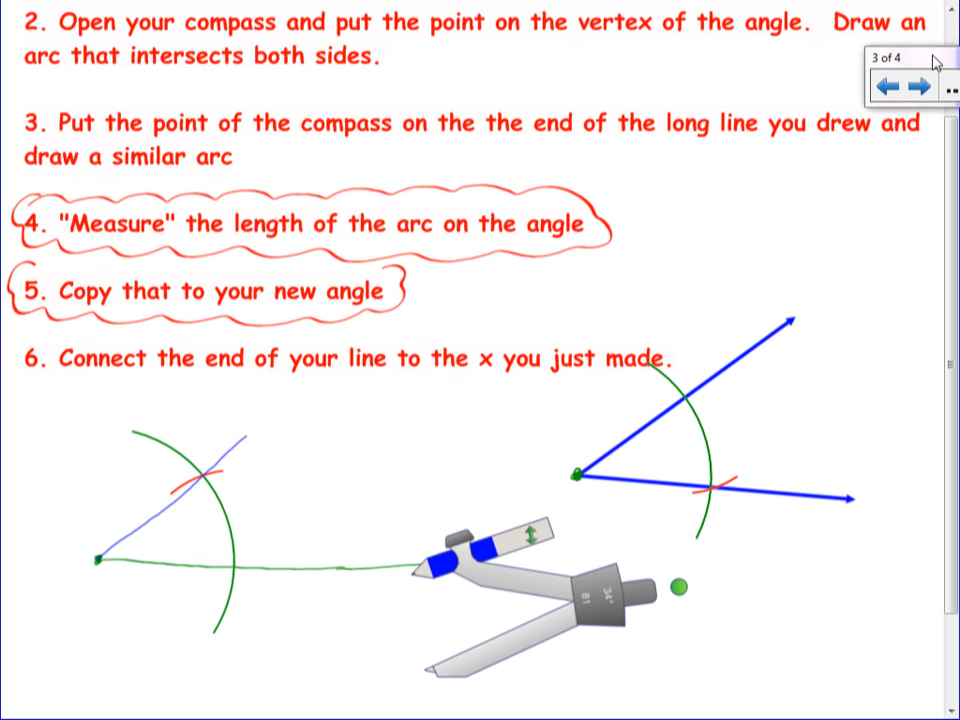 2. Open your compass and put the point on the vertex of the angle. Draw an
arc that intersects both sides.
3 of 4
3. Put the point of the compass on the the end of the long line you drew and
draw a similar arc
4. "Measure" the length of the arc on the angle
5. Copy that to your new angle
6. Connect the end of your line to the x you just made.
34°
81